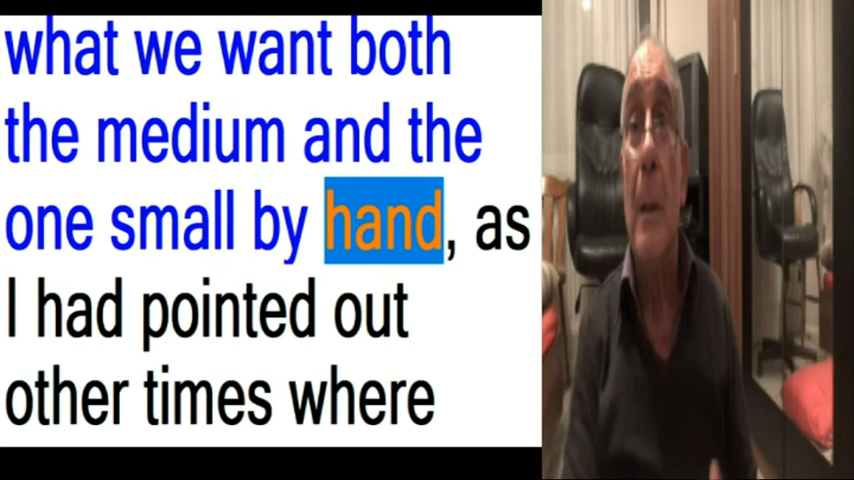 what we want both
the medium and the
one small by hand, as
I had pointed out
other times where